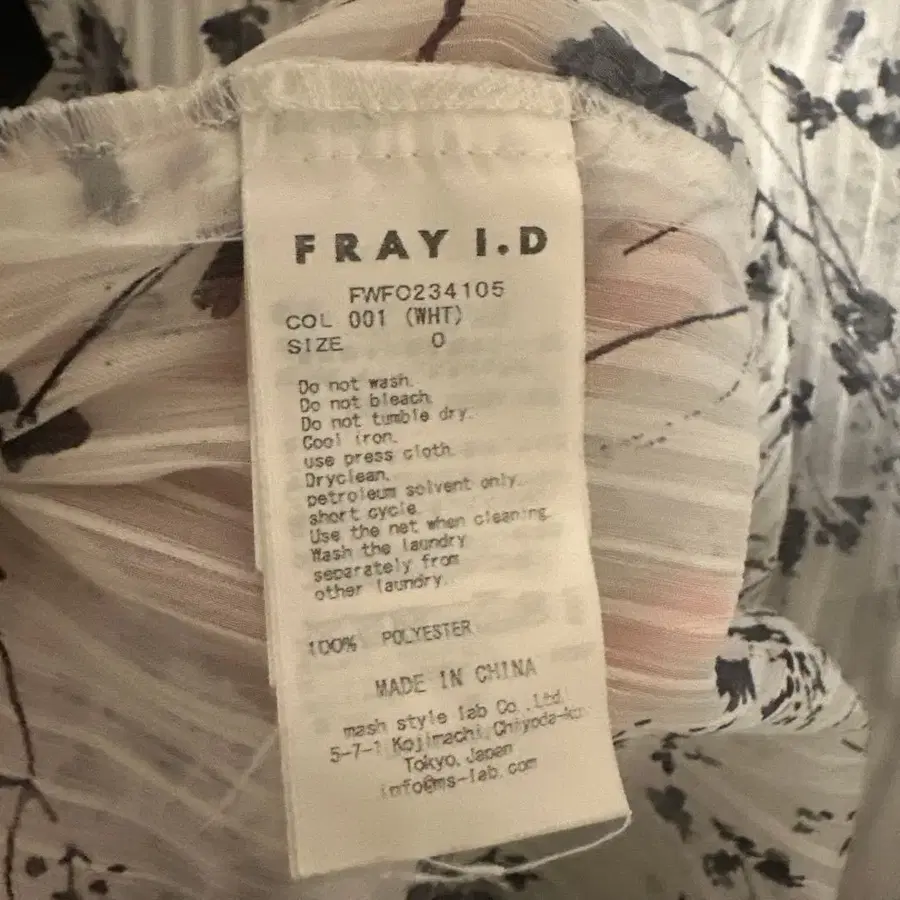 FRAY I.D
FWFO234105
COL 001 (WHT)
SIZE 0
Do not wash.
Do not bleach.
Do not tumble dry.
Cool iron.
use press cloth.
Dryclean.
petroleum solvent only.
short cycle.
Use the net when cleaning.
Wash the laundry
separately from
other laundry.
100% POLYESTER
MADE IN CHINA
mash style lab Co.,Ltd.
5-7-1 Kojimachi,Chiyoda-ku
Tokyo,Japan
info@ms-lab.com